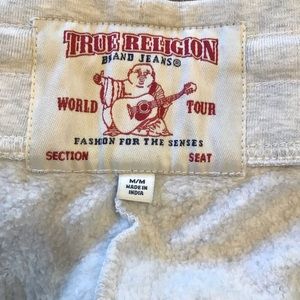 TRUE RELIGION
BRAND JEANS®
WORLD TOUR
FASHION FOR THE SENSES
SECTION SEAT
M/M
MADE IN
INDIA